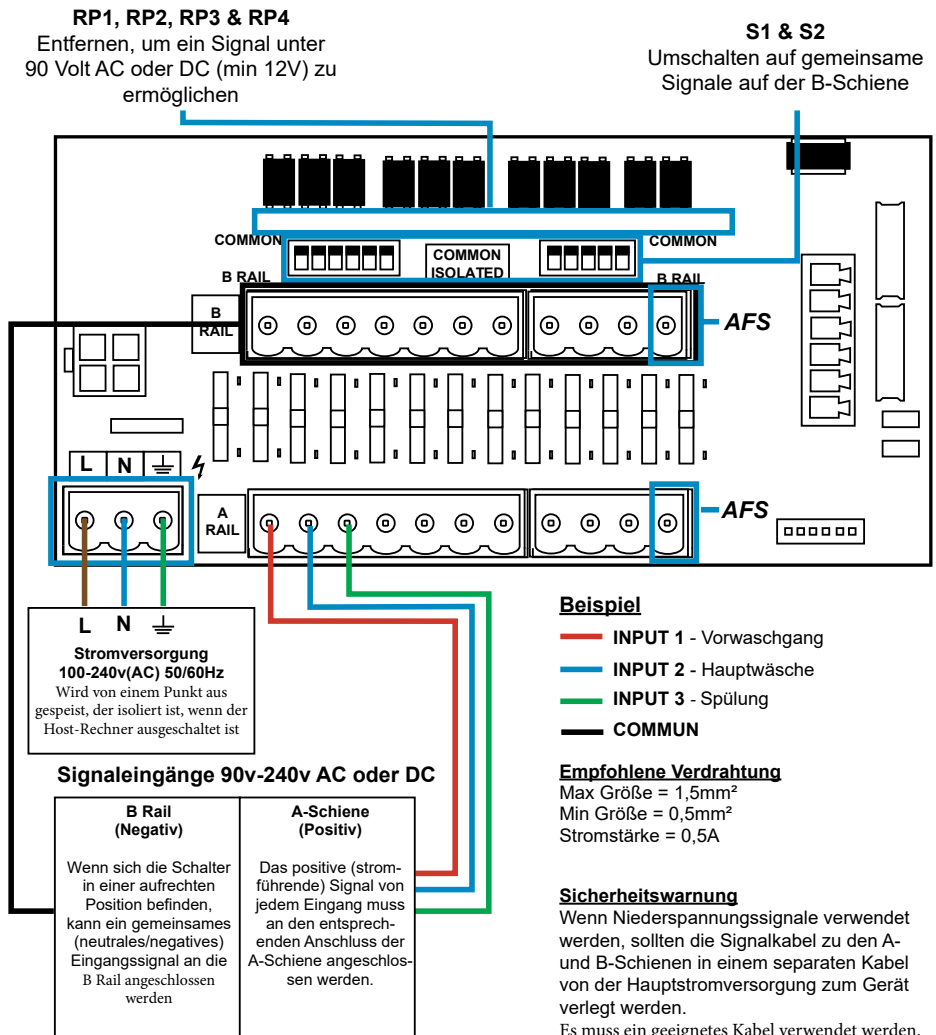 RP1, RP2, RP3 & RP4
Entfernen, um ein Signal unter
90 Volt AC oder DC (min 12V) zu
ermöglichen
S1 & S2
Umschalten auf gemeinsame
Signale auf der B-Schiene
COMMON
COMMON
ISOLATED
COMMON
B RAIL
B RAIL
B
RAIL
AFS
L N
A
RAIL
AFS
L N
Stromversorgung
100-240v(AC) 50/60Hz
Wird von einem Punkt aus
gespeist, der isoliert ist, wenn der
Host-Rechner ausgeschaltet ist
Beispiel
INPUT 1 - Vorwaschgang
INPUT 2 - Hauptwäsche
INPUT 3 - Spülung
COMMUN
Signaleingänge 90v-240v AC oder DC
B Rail
(Negativ)
Wenn sich die Schalter
in einer aufrechten
Position befinden,
kann ein gemeinsames
(neutrales/negatives)
Eingangssignal an die
B Rail angeschlossen
werden
A-Schiene
(Positiv)
Das positive (strom-
führende) Signal von
jedem Eingang muss
an den entsprech-
enden Anschluss der
A-Schiene angeschlos-
sen werden.
Empfohlene Verdrahtung
Max Größe = 1,5mm²
Min Größe = 0,5mm²
Stromstärke = 0,5A
Sicherheitswarnung
Wenn Niederspannungssignale verwendet
werden, sollten die Signalkabel zu den A-
und B-Schienen in einem separaten Kabel
von der Hauptstromversorgung zum Gerät
verlegt werden.
Es muss ein geeignetes Kabel verwendet werden.